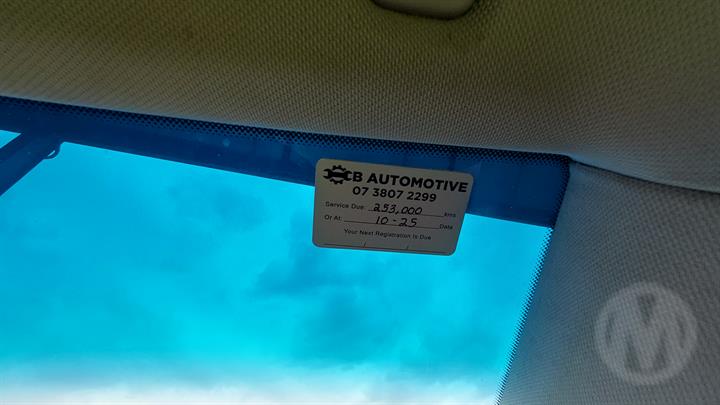 CB AUTOMOTIVE
07 3807 2299
Service Due: 253,000 kms
Or At: 10-25 Date
Your Next Registration Is Due
M